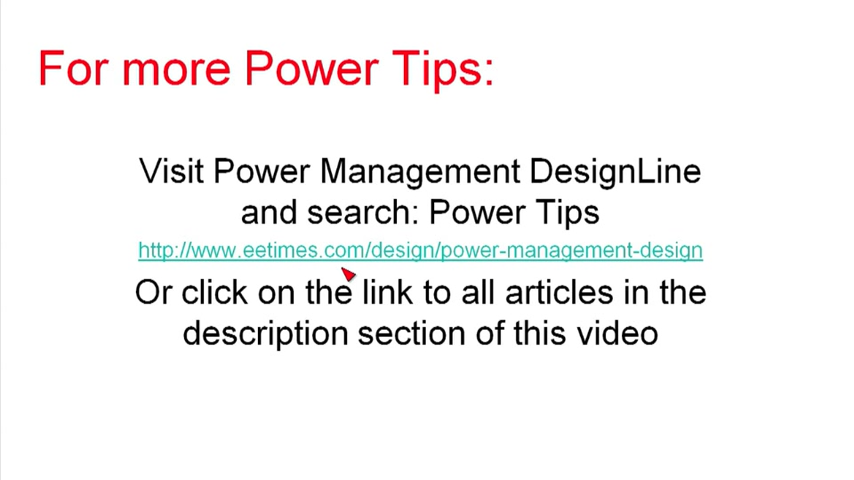 For more Power Tips:
Visit Power Management DesignLine
and search: Power Tips
http://www.eetimes.com/design/power-management-design
Or click on the link to all articles in the
description section of this video